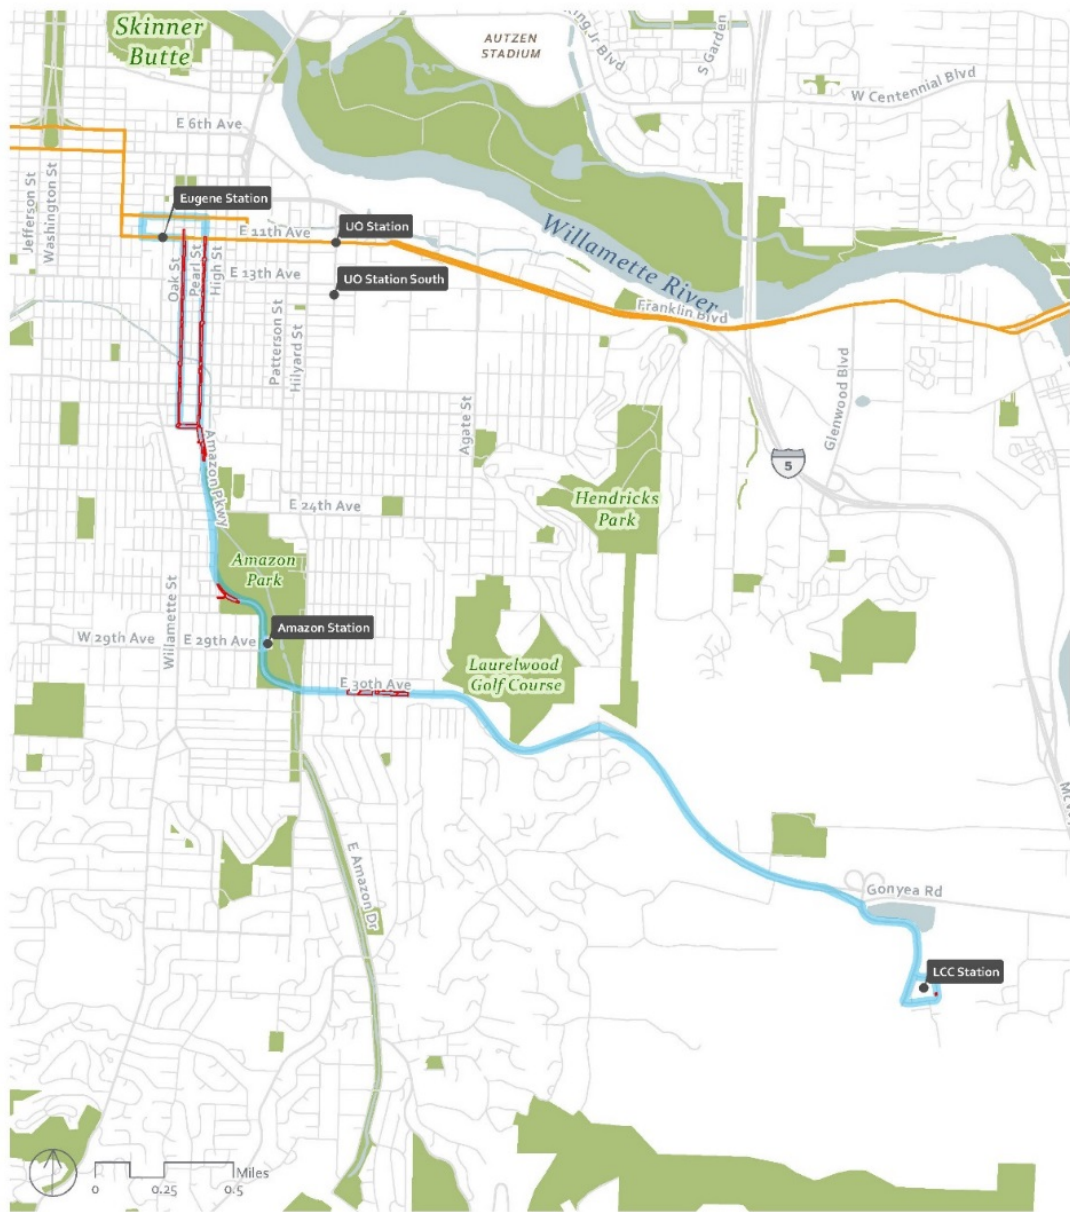 Skinner
Butte
AUTZEN
STADIUM
King Jr Blvd
S Garden
W Centennial Blvd
E 6th Ave
Jefferson St
Washington St
Eugene Station
E 11th Ave
UO Station
Willamette River
Oak St
Pearl St
High St
E 13th Ave
UO Station South
Franklin Blvd
Patterson St
Hilyard St
Agate St
Glenwood Blvd
5
Amazon Pkwy
E 24th Ave
Hendricks
Park
Amazon
Park
Willamette St
W 29th Ave
E 29th Ave
Amazon Station
Laurelwood
Golf Course
E 30th Ave
E Amazon Dr
Gonyea Rd
LCC Station
Miles
0
0.25
0.5